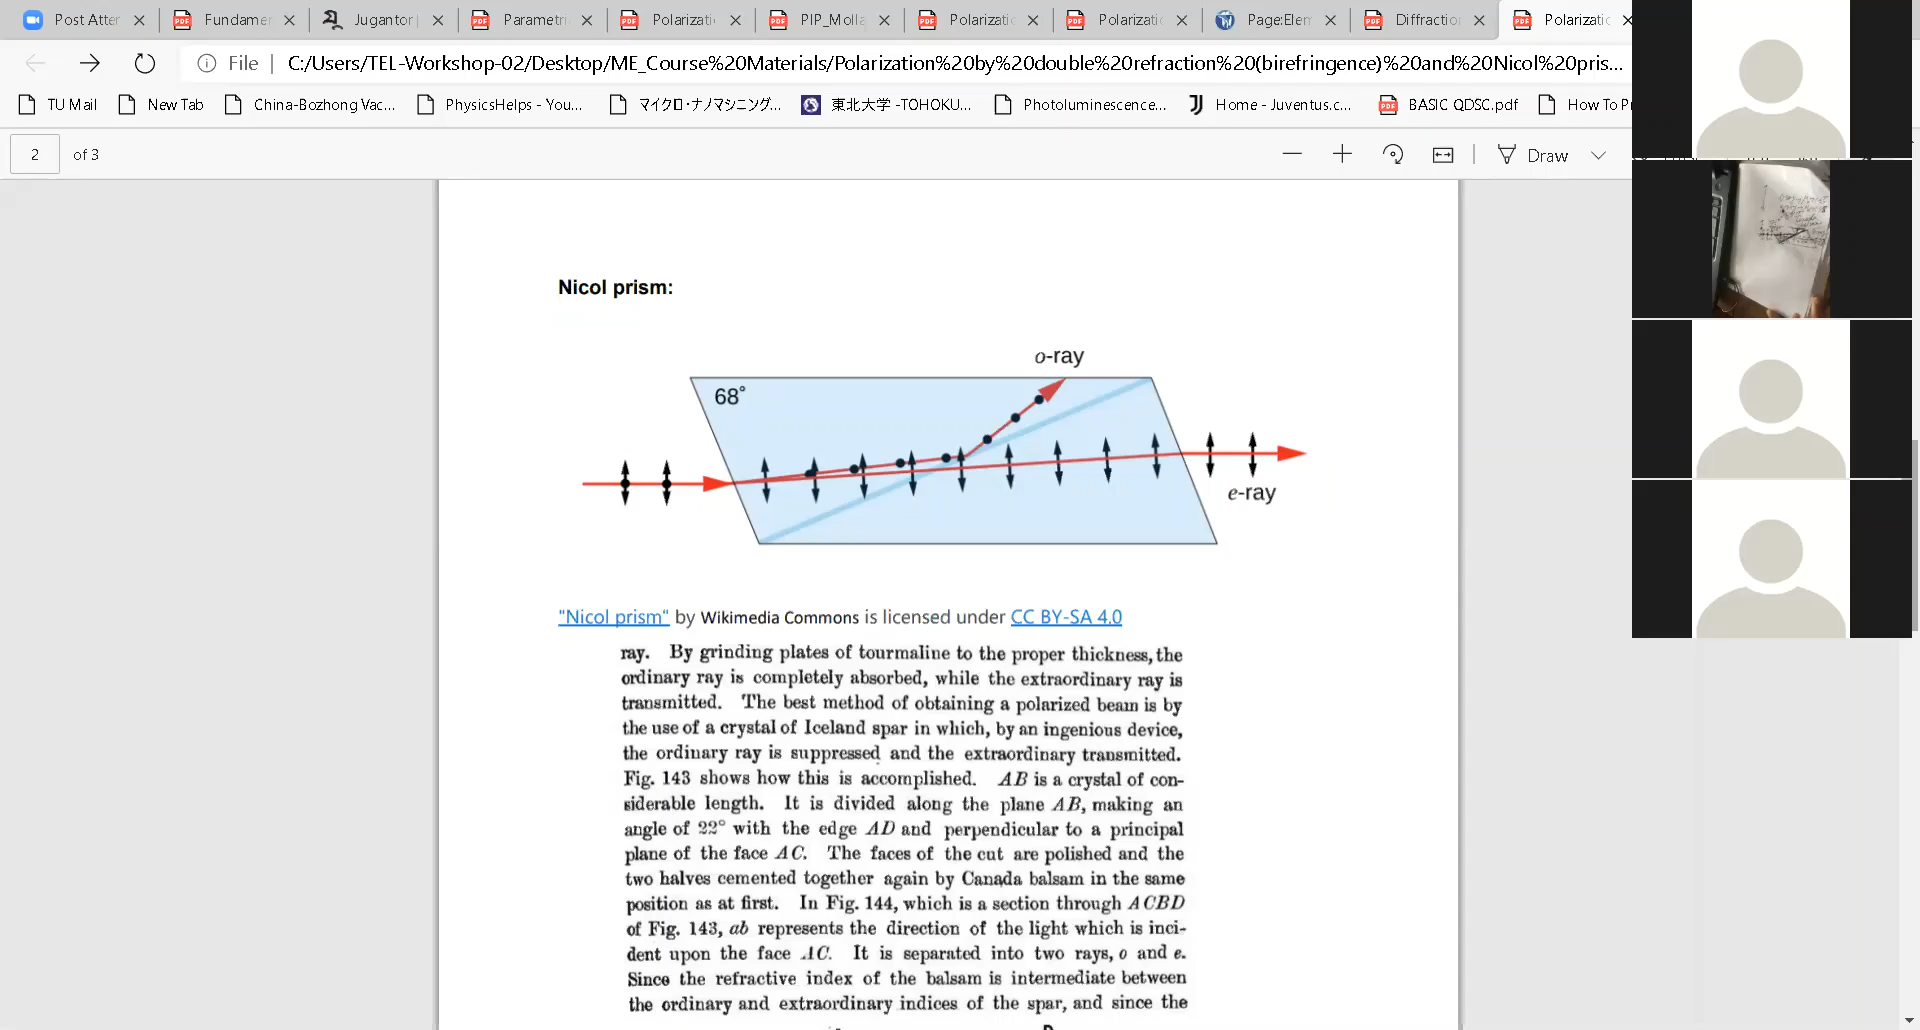 Post Atter
Fundamer
Jugantor
Parametri
Polarizati
PIP_Molla
Polarizati
Polarizati
Page:Elem
Diffraction
Polarizatic
File
C:/Users/TEL-Workshop-02/Desktop/ME_Course%20Materials/Polarization%20by%20double%20refraction%20(birefringence)%20and%20Nicol%20pris...
TU Mail
New Tab
China-Bozhong Vac...
PhysicsHelps - You...
マイクロ・ナノマシニング...
東北大学 -TOHOKU...
Photoluminescence...
Home - Juventus.c...
BASIC QDSC.pdf
How To Pr
2 of 3
Draw
Nicol prism:
o-ray
68°
e-ray
"Nicol prism" by Wikimedia Commons is licensed under CC BY-SA 4.0
ray. By grinding plates of tourmaline to the proper thickness, the
ordinary ray is completely absorbed, while the extraordinary ray is
transmitted. The best method of obtaining a polarized beam is by
the use of a crystal of Iceland spar in which, by an ingenious device,
the ordinary ray is suppressed and the extraordinary transmitted.
Fig. 143 shows how this is accomplished. AB is a crystal of con-
siderable length. It is divided along the plane AB, making an
angle of 22° with the edge AD and perpendicular to a principal
plane of the face AC. The faces of the cut are polished and the
two halves cemented together again by Canada balsam in the same
position as at first. In Fig. 144, which is a section through ACBD
of Fig. 143, ab represents the direction of the light which is inci-
dent upon the face AC. It is separated into two rays, o and e.
Since the refractive index of the balsam is intermediate between
the ordinary and extraordinary indices of the spar, and since the